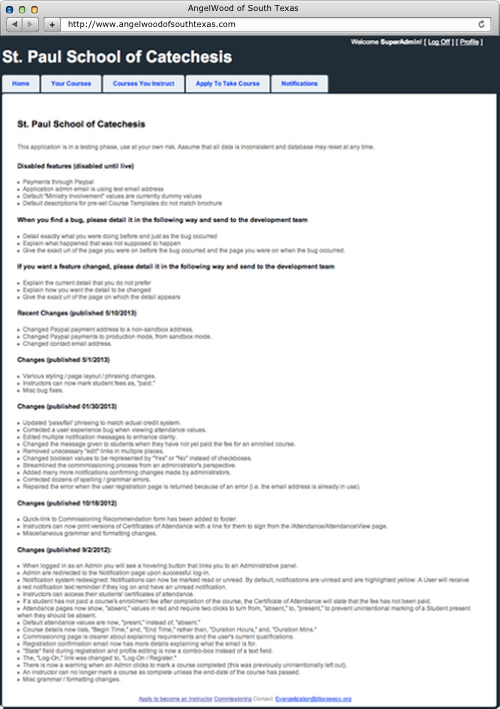 AngelWood of South Texas
http://www.angelwoodofsouthtexas.com
Welcome SuperAdmin! [ Log Off ] [ Profile ]
St. Paul School of Catechesis
Home
Your Courses
Courses You Instruct
Apply To Take Course
Notifications
St. Paul School of Catechesis
This application is in a testing phase, use at your own risk. Assume that all data is inconsistent and database may reset at any time.
Disabled features (disabled until live)
• Payments through Paypal
• Application admin email is using test email address
• Default "Ministry Involvement" values are currently dummy values
• Default descriptions for pre-set Course Templates do not match brochure
When you find a bug, please detail it in the following way and send to the development team
• Detail exactly what you were doing before and just as the bug occurred
• Explain what happened that was not supposed to happen
• Give the exact url of the page you were on before the bug occurred and the page you were on when the bug occurred.
If you want a feature changed, please detail it in the following way and send to the development team
• Explain the current detail that you do not prefer
• Explain how you want the detail to be changed
• Give the exact url of the page on which the detail appears
Recent Changes (published 5/10/2013)
• Changed Paypal payment address to a non-sandbox address.
• Changed Paypal payments to production mode, from sandbox mode.
• Changed contact email address.
Changes (published 5/1/2013)
• Various styling / page layout / phrasing changes.
• Instructors can now mark student fees as, "paid."
• Misc bug fixes.
Changes (published 01/30/2013)
• Updated 'pass/fail' phrasing to match actual credit system.
• Corrected a user experience bug when viewing attendance values.
• Edited multiple notification messages to enhance clarity.
• Changed the message given to students when they have not yet paid the fee for an enrolled course.
• Removed unecessary "edit" links in multiple places.
• Changed boolean values to be represented by "Yes" or "No" instead of checkboxes.
• Streamlined the commmissioning process from an administrator's perspective.
• Added many more notifications confirming changes made by administrators.
• Corrected dozens of spelling / grammar errors.
• Repaired the error when the user registration page is returned because of an error (i.e. the email address is already in use).
Changes (published 10/18/2012)
• Quick-link to Commissioning Recommendation form has been added to footer.
• Instructors can now print versions of Certificates of Attendance with a line for them to sign from the /Attendance/AttendanceView page.
• Miscellaneous grammar and formatting changes.
Changes (published 9/2/2012):
• When logged in as an Admin you will see a hovering button that links you to an Administrative panel.
• Admin are redirected to the Notification page upon successful log-in.
• Notification system redesigned: Notifications can now be marked read or unread. By default, notifications are unread and are highlighted yellow. A User will receive
a red notification text reminder if they log on and have an unread notification.
• Instructors can access their students' certificates of attendance.
• If a student has not paid a course's enrollment fee after completion of the course, the Certificate of Attendance will state that the fee has not been paid.
• Attendance pages now show, "absent," values in red and require two clicks to turn from, "absent," to, "present," to prevent unintentional marking of a Student present
when they should be absent.
• Default attendance values are now, "present," instead of, "absent."
• Course details now lists, "Begin Time," and, "End Time," rather than, "Duration Hours," and, "Duration Mins."
• Commissioning page is clearer about explaining requirements and the user's current qualifications.
• Registration confirmation email now has more details explaining what the email is for.
• "State" field during registration and profile editing is now a combo-box instead of a text field.
• The, "Log-On," link was changed to, "Log-On / Register."
• There is now a warning when an Admin clicks to mark a course completed (this was previously unintentionally left out).
• An instructor can no longer mark a course as complete unless the end-date of the course has passed.
• Misc grammar / formatting changes.
Apply to become an Instructor Commissioning Contact: Evangelization@diocesecc.org